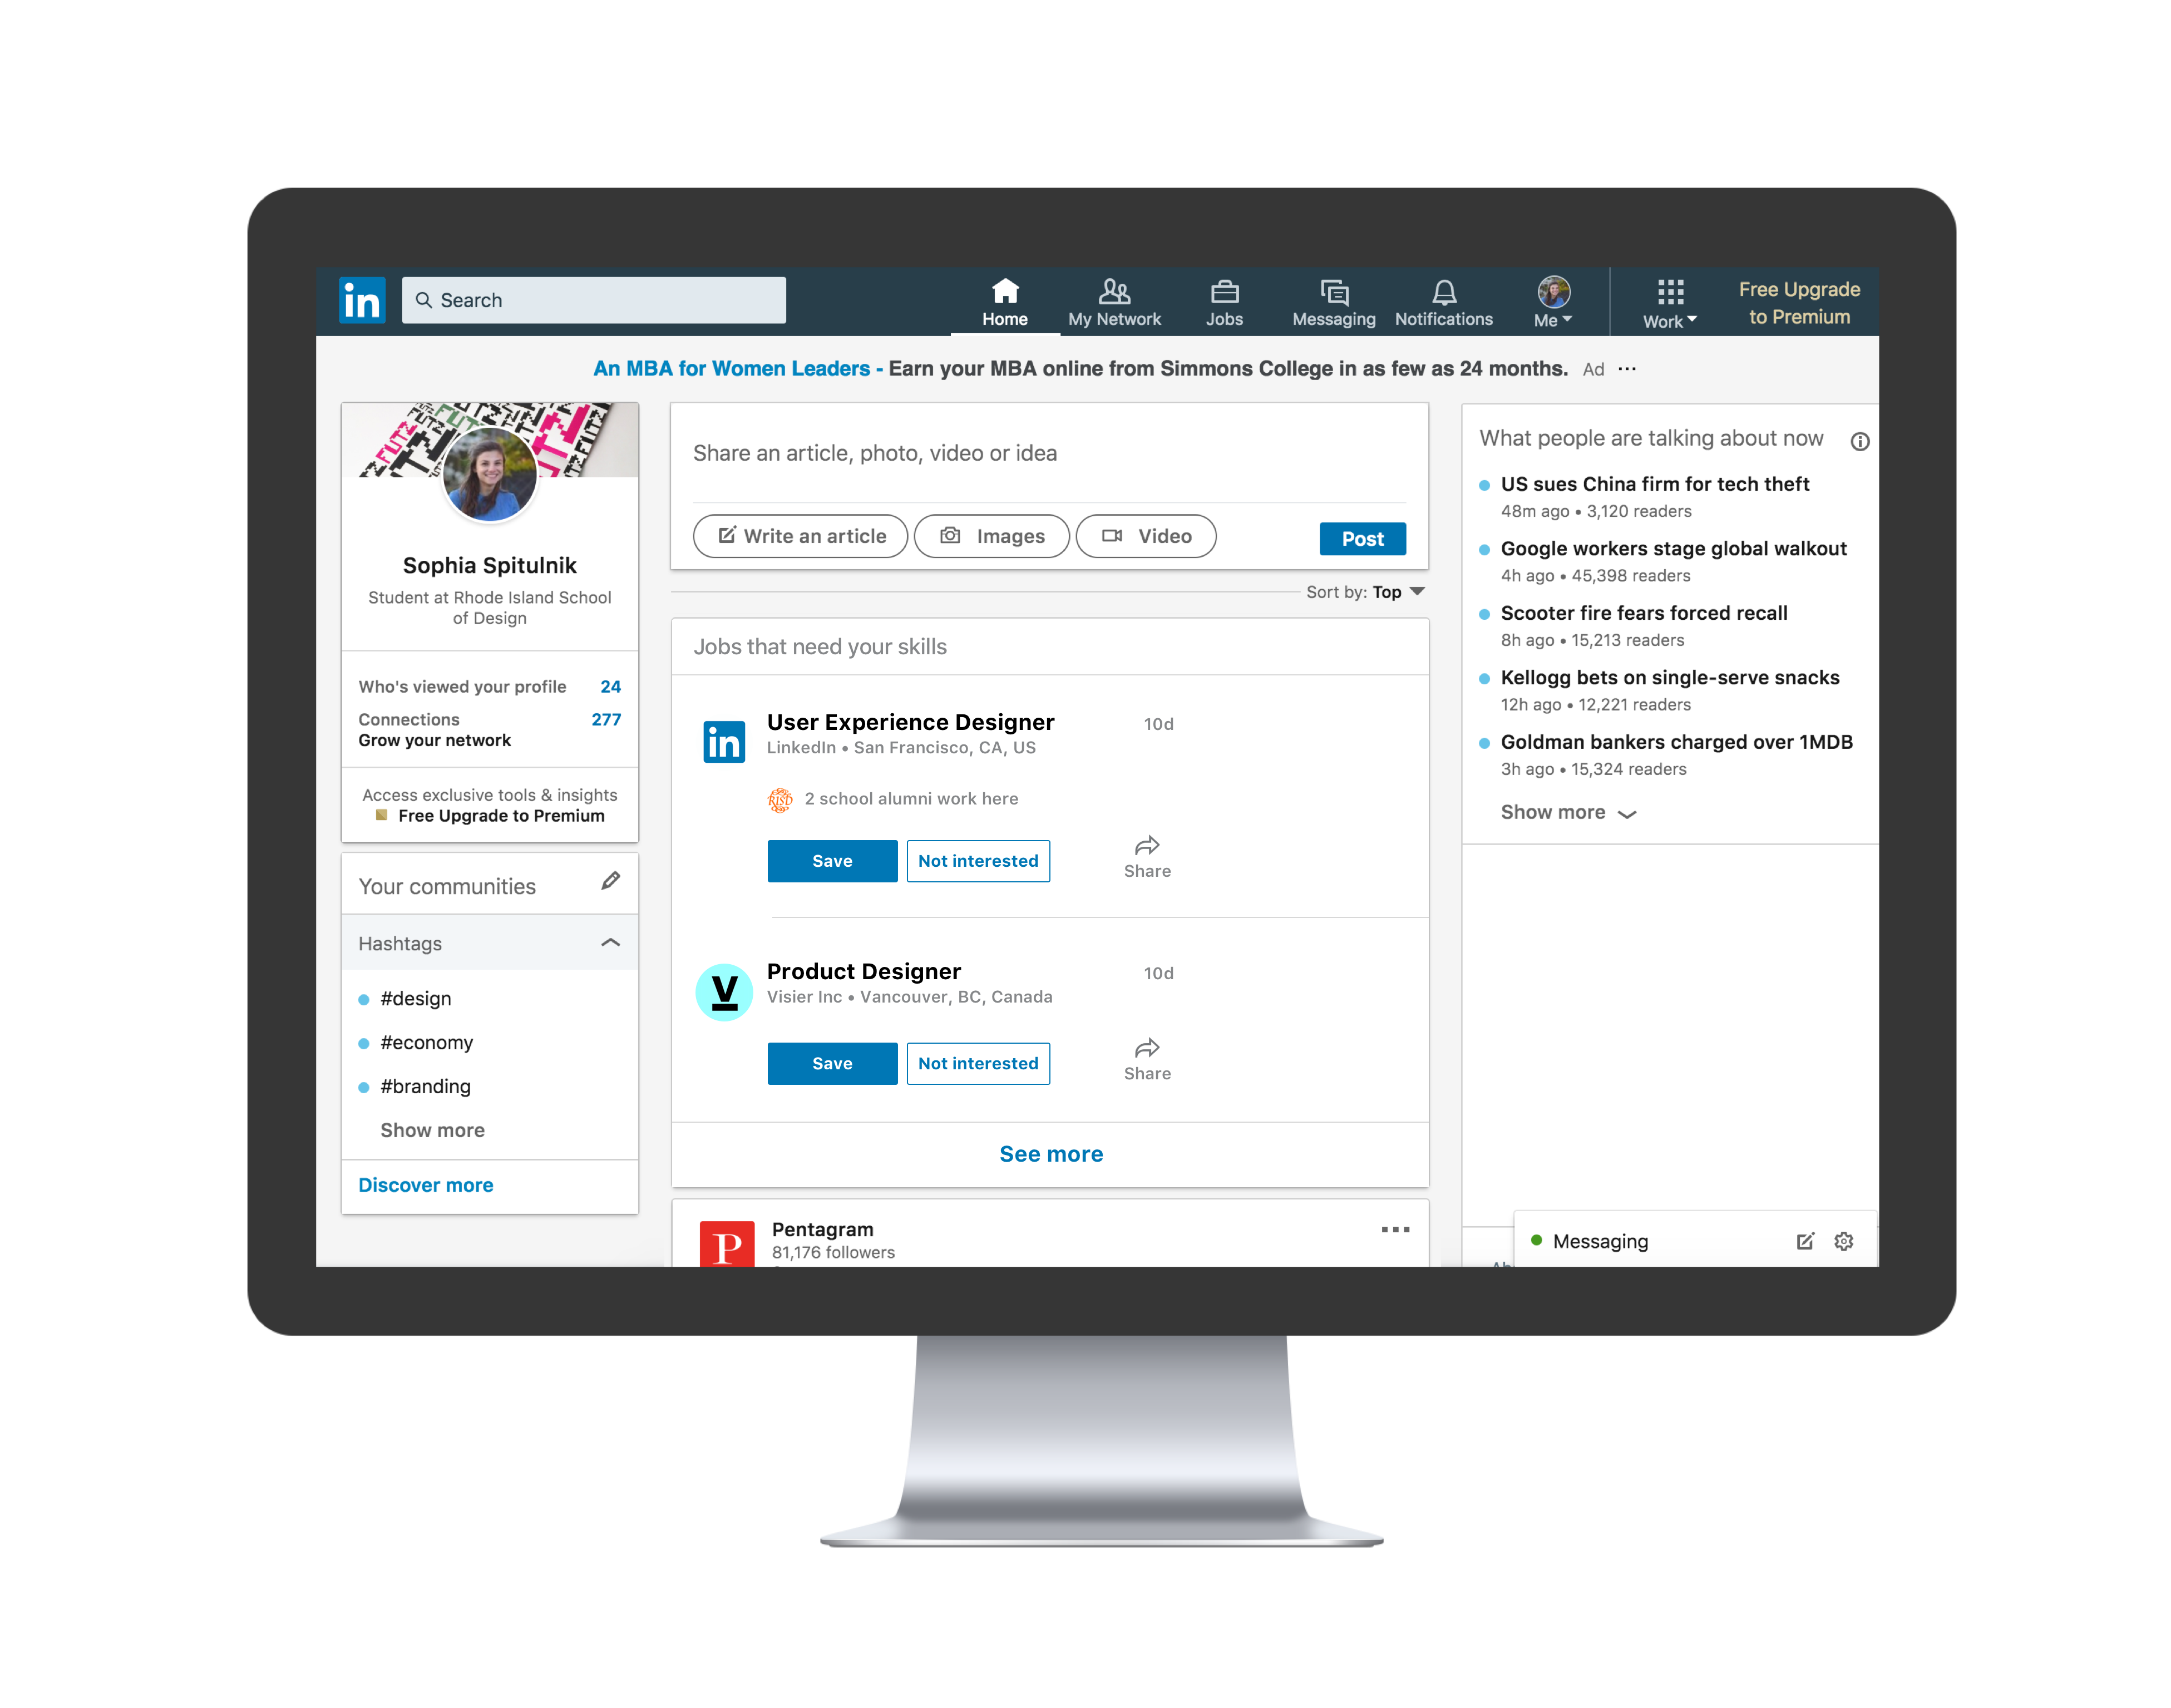 in
Search
Home
My Network
Jobs
Messaging
Notifications
Me
Work
Free Upgrade
to Premium
An MBA for Women Leaders - Earn your MBA online from Simmons College in as few as 24 months. Ad ...
FUTZ
Sophia Spitulnik
Student at Rhode Island School
of Design
Who's viewed your profile 24
Connections 277
Grow your network
Access exclusive tools & insights
Free Upgrade to Premium
Your communities
Hashtags
#design
#economy
#branding
Show more
Discover more
Share an article, photo, video or idea
Write an article
Images
Video
Post
Sort by: Top
Jobs that need your skills
in
User Experience Designer 10d
LinkedIn • San Francisco, CA, US
RISD 2 school alumni work here
Save
Not interested
Share
V
Product Designer 10d
Visier Inc • Vancouver, BC, Canada
Save
Not interested
Share
See more
P
Pentagram
81,176 followers
What people are talking about now
US sues China firm for tech theft
48m ago • 3,120 readers
Google workers stage global walkout
4h ago • 45,398 readers
Scooter fire fears forced recall
8h ago • 15,213 readers
Kellogg bets on single-serve snacks
12h ago • 12,221 readers
Goldman bankers charged over 1MDB
3h ago • 15,324 readers
Show more
Messaging